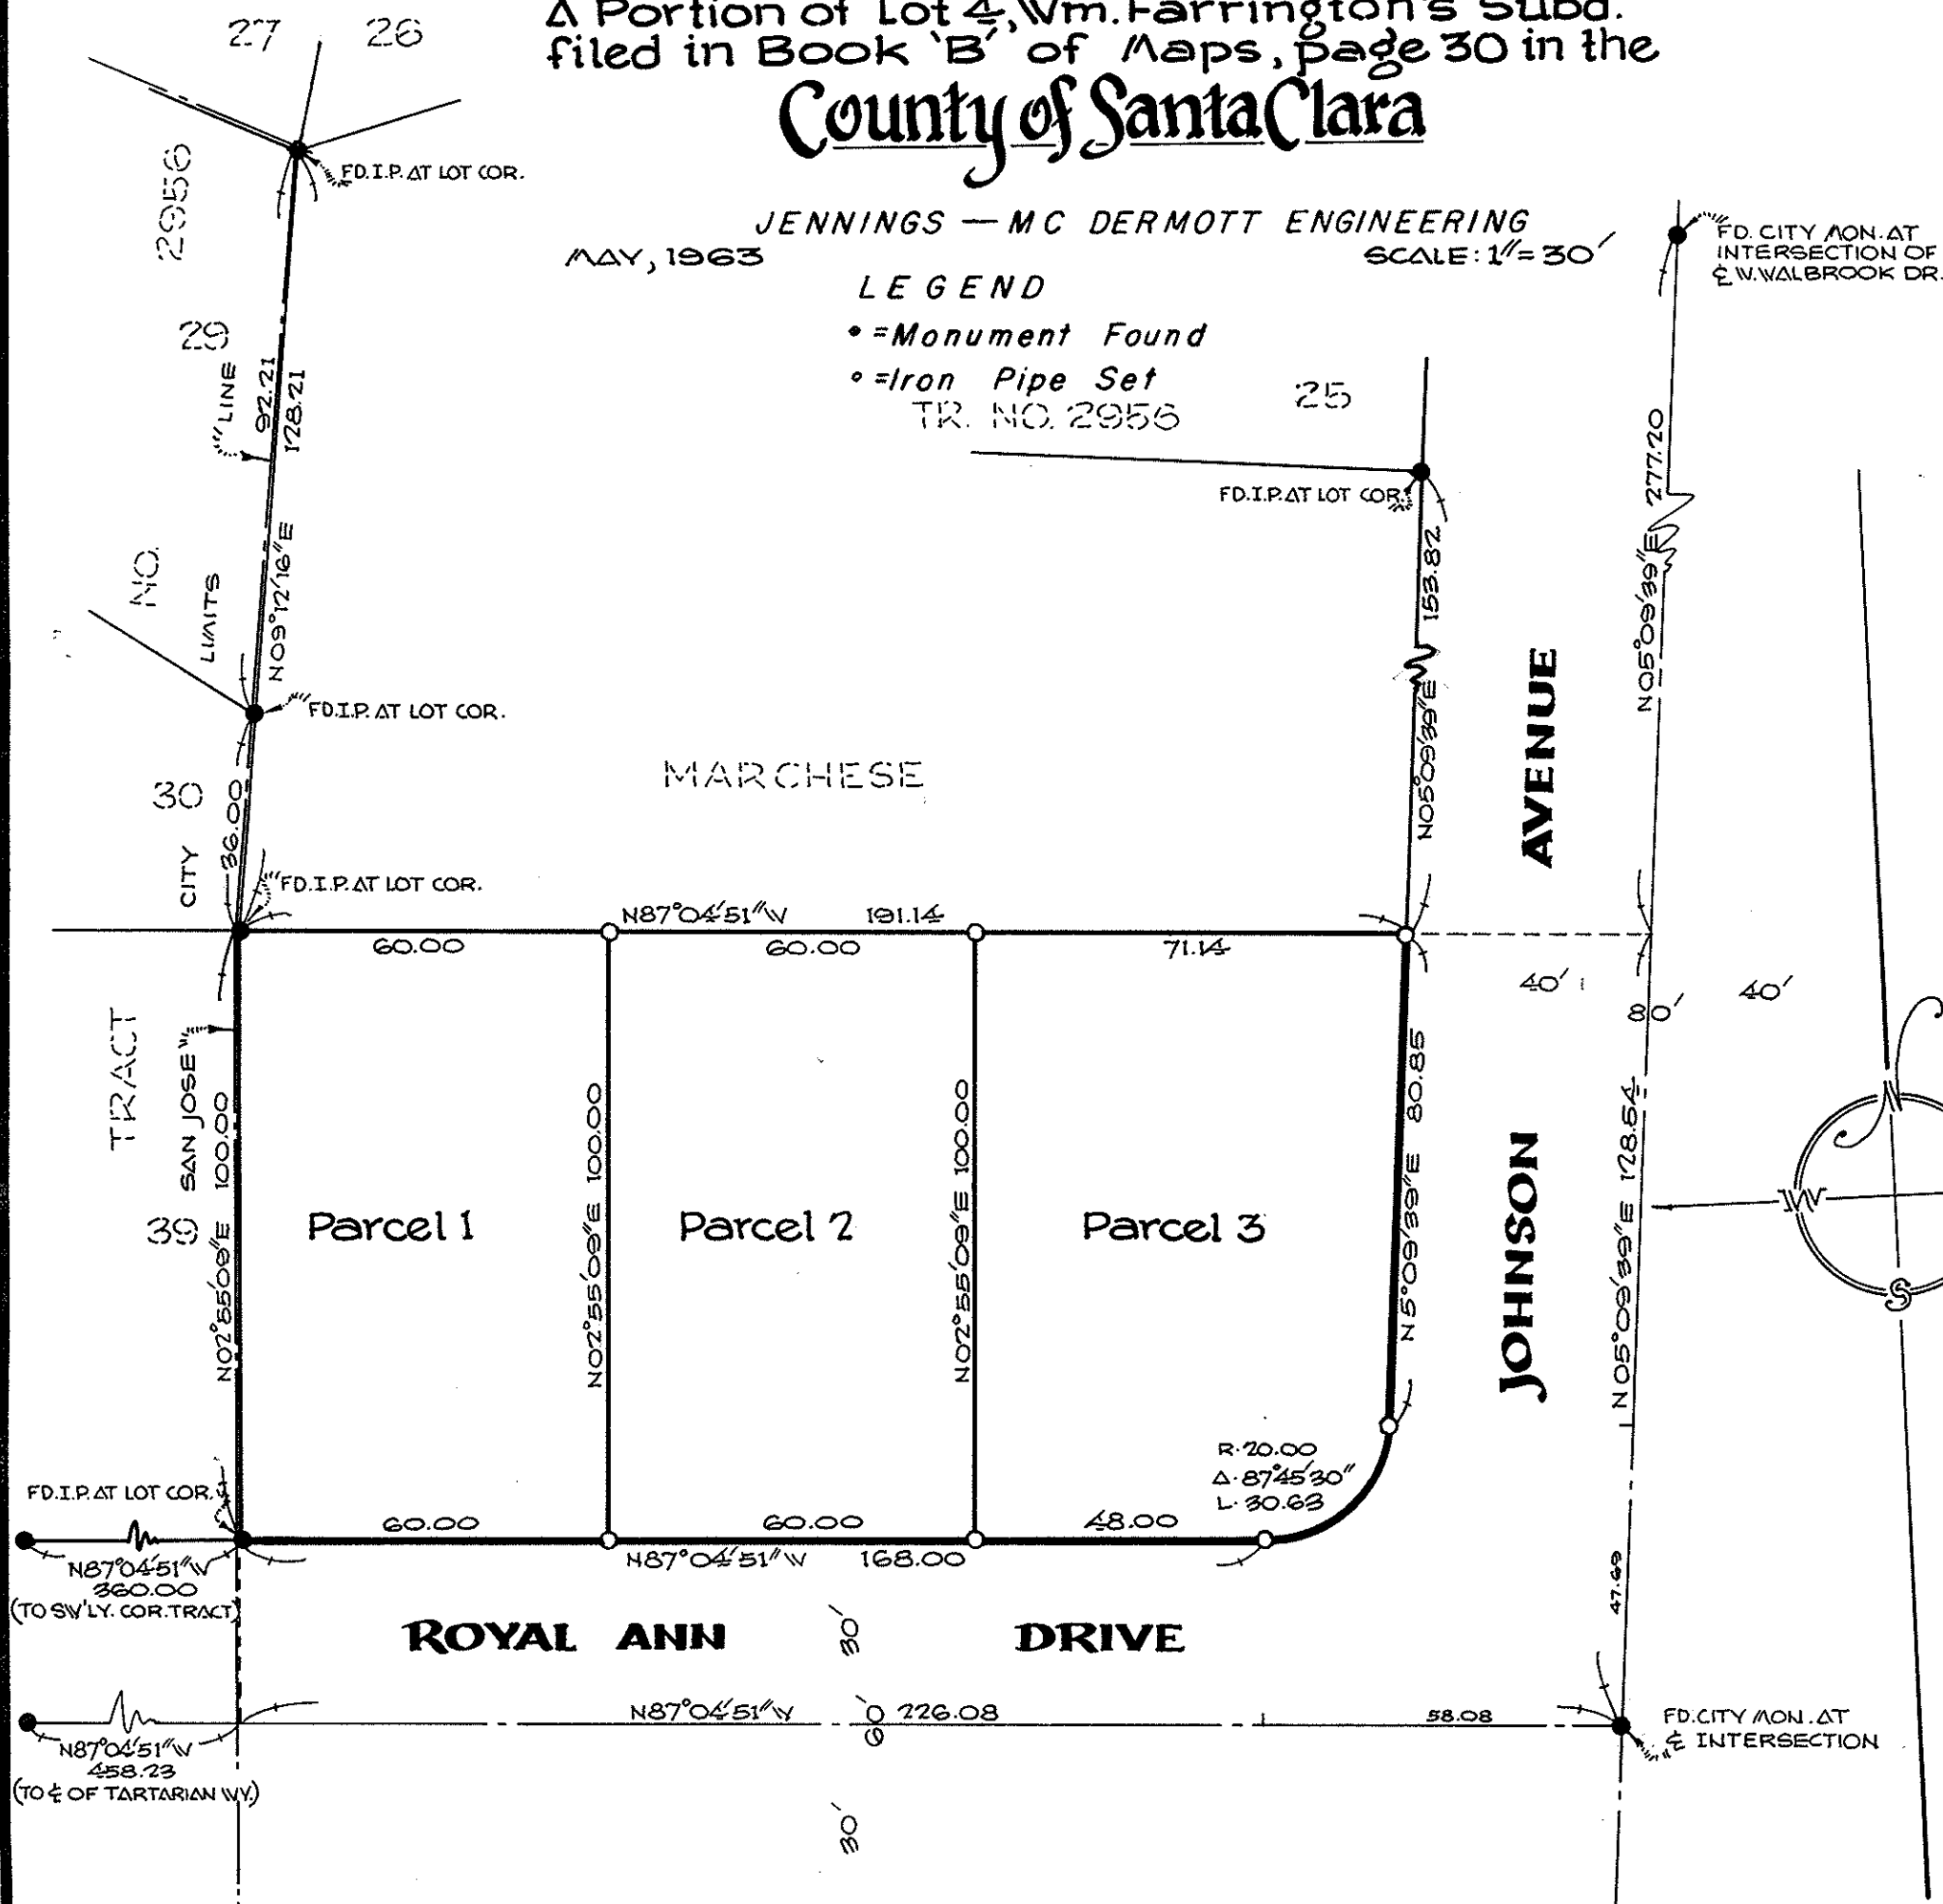 A Portion of Lot 4, Wm. Farrington's Subd.
filed in Book 'B' of Maps, page 30 in the
County of Santa Clara
JENNINGS — MC DERMOTT ENGINEERING
MAY, 1963
SCALE: 1"= 30'
LEGEND
• =Monument Found
° =Iron Pipe Set
TR. NO. 2956
25
27
26
FD. I.P. AT LOT COR.
2956
29
LINE
92.21
128.21
N09°12'16"E
NO.
LIMITS
FD. I.P. AT LOT COR.
30
CITY
36.00
FD. I.P. AT LOT COR.
MARCHESE
FD. I.P. AT LOT COR.
153.82
N05°09'39"E
AVENUE
FD. CITY MON. AT
INTERSECTION OF
℄ W. WALBROOK DR.
N05°09'39"E 277.20
N87°04'51"W 191.14
60.00
60.00
71.14
40'
80'
40'
TRACT
SAN JOSE
39
N02°55'09"E 100.00
Parcel 1
N02°55'09"E 100.00
Parcel 2
N02°55'09"E 100.00
Parcel 3
N5°09'39"E 80.85
JOHNSON
N05°09'39"E 128.54
N
W
S
R·20.00
Δ·87°45'30"
L·30.63
FD. I.P. AT LOT COR.
60.00
60.00
48.00
N87°04'51"W 168.00
N87°04'51"W
360.00
(TO SW'LY. COR. TRACT)
47.69
ROYAL ANN DRIVE
30'
N87°04'51"W 226.08
60'
58.08
FD. CITY MON. AT
℄ INTERSECTION
N87°04'51"W
458.23
(TO ℄ OF TARTARIAN WY.)
30'